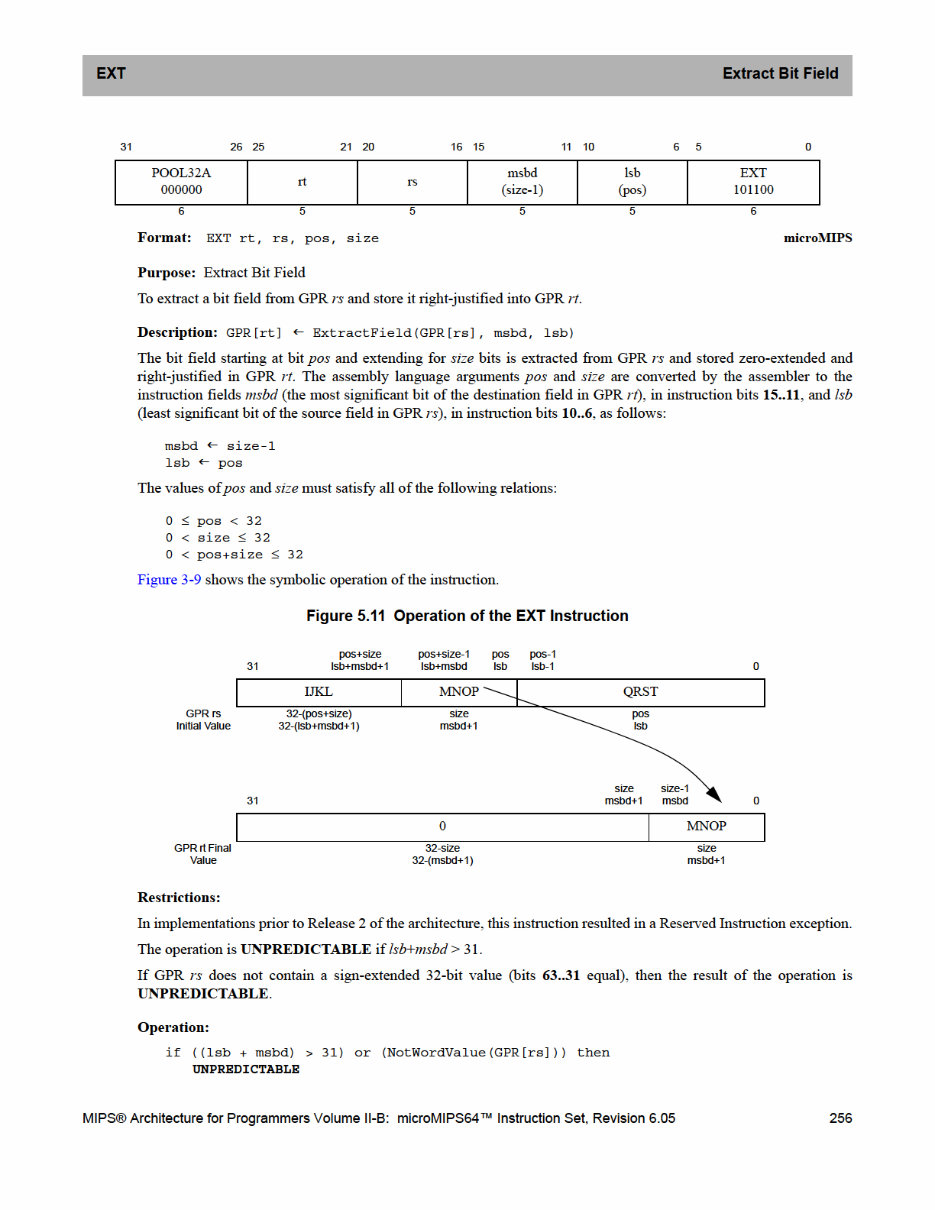 EXT Extract Bit Field
31 26 25 21 20 16 15 11 10 6 5 0
POOL32A
000000
rt
rs
msbd
(size-1)
lsb
(pos)
EXT
101100
6 5 5 5 5 6
Format: EXT rt, rs, pos, size microMIPS
Purpose: Extract Bit Field
To extract a bit field from GPR rs and store it right-justified into GPR rt.
Description: GPR[rt] ← ExtractField(GPR[rs], msbd, lsb)
The bit field starting at bit pos and extending for size bits is extracted from GPR rs and stored zero-extended and
right-justified in GPR rt. The assembly language arguments pos and size are converted by the assembler to the
instruction fields msbd (the most significant bit of the destination field in GPR rt), in instruction bits 15..11, and lsb
(least significant bit of the source field in GPR rs), in instruction bits 10..6, as follows:
msbd ← size-1
lsb ← pos
The values of pos and size must satisfy all of the following relations:
0 ≤ pos < 32
0 < size ≤ 32
0 < pos+size ≤ 32
Figure 3-9 shows the symbolic operation of the instruction.
Figure 5.11 Operation of the EXT Instruction
pos+size pos+size-1 pos pos-1
31 lsb+msbd+1 lsb+msbd lsb lsb-1 0
IJKL MNOP QRST
GPR rs 32-(pos+size) size pos
Initial Value 32-(lsb+msbd+1) msbd+1 lsb
size size-1
31 msbd+1 msbd 0
0 MNOP
GPR rt Final 32-size size
Value 32-(msbd+1) msbd+1
Restrictions:
In implementations prior to Release 2 of the architecture, this instruction resulted in a Reserved Instruction exception.
The operation is UNPREDICTABLE if lsb+msbd > 31.
If GPR rs does not contain a sign-extended 32-bit value (bits 63..31 equal), then the result of the operation is
UNPREDICTABLE.
Operation:
if ((lsb + msbd) > 31) or (NotWordValue(GPR[rs])) then
UNPREDICTABLE
MIPS® Architecture for Programmers Volume II-B: microMIPS64™ Instruction Set, Revision 6.05 256